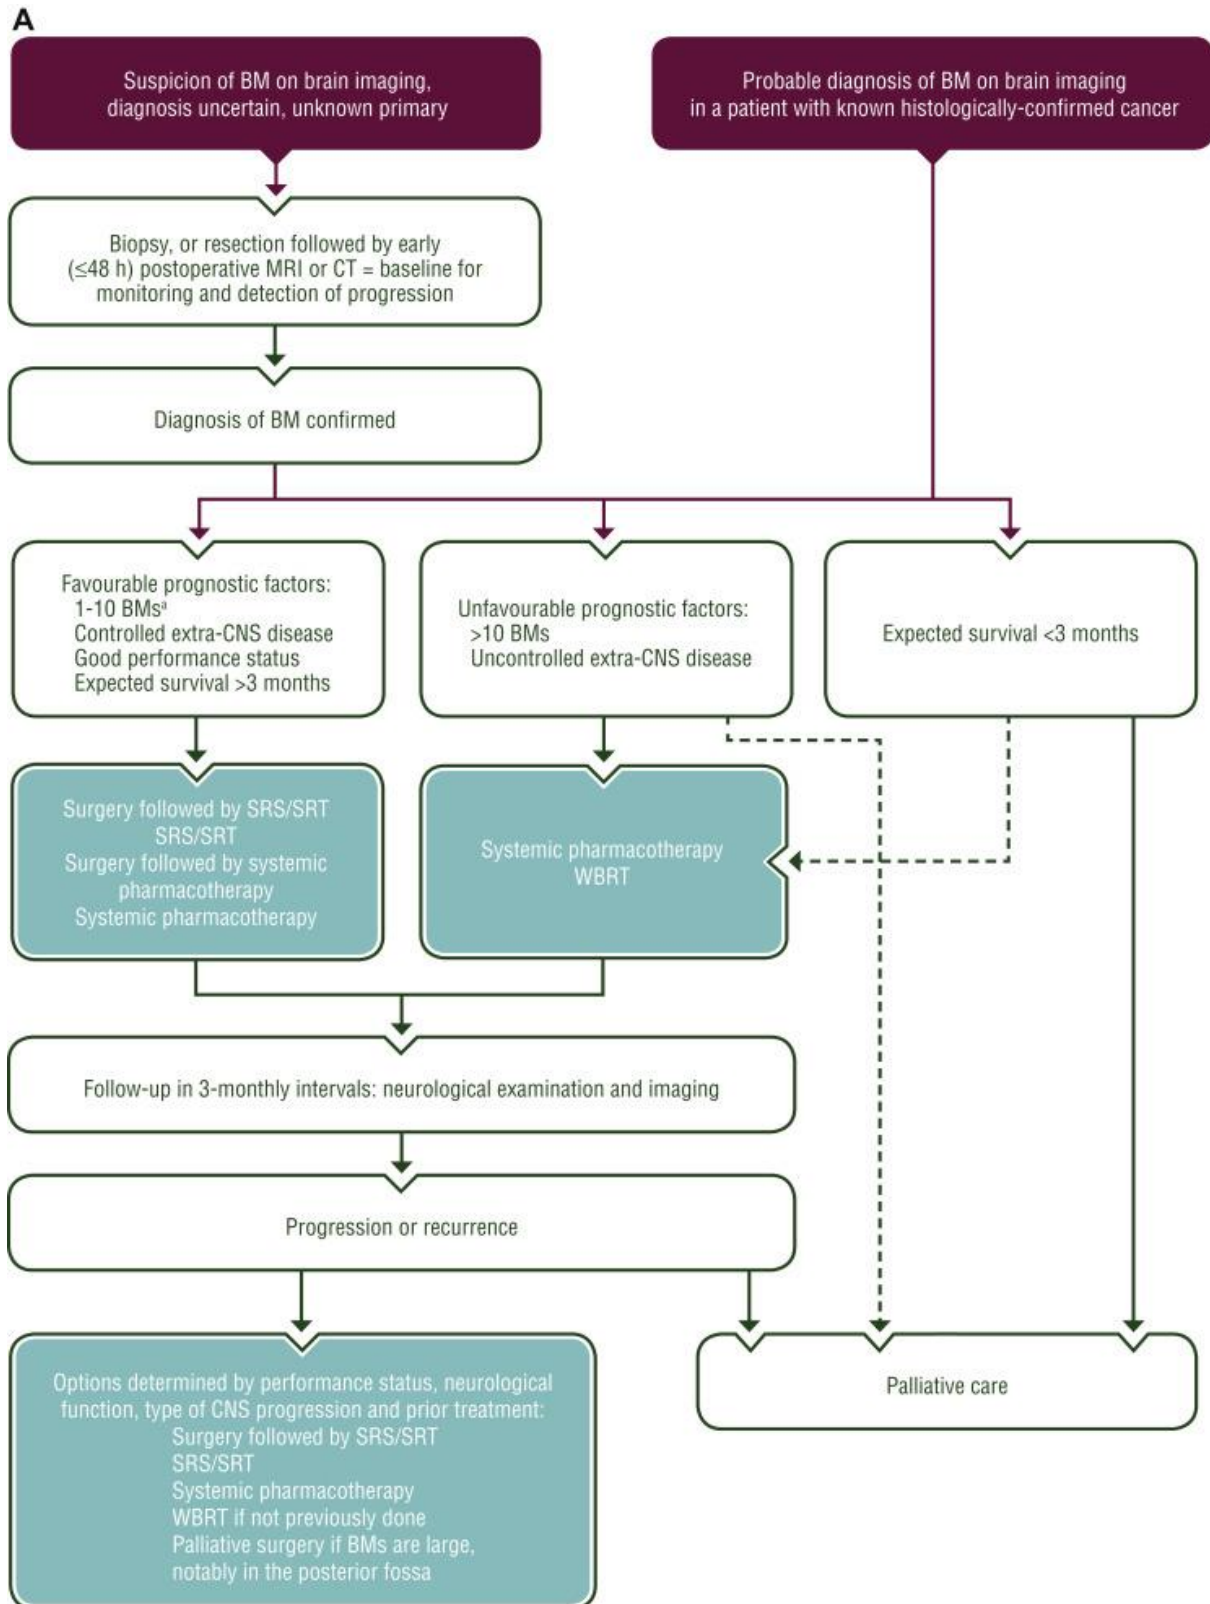 A
Suspicion of BM on brain imaging,
diagnosis uncertain, unknown primary
Probable diagnosis of BM on brain imaging
in a patient with known histologically-confirmed cancer
Biopsy, or resection followed by early
(≤48 h) postoperative MRI or CT = baseline for
monitoring and detection of progression
Diagnosis of BM confirmed
Favourable prognostic factors:
1-10 BMsª
Controlled extra-CNS disease
Good performance status
Expected survival >3 months
Unfavourable prognostic factors:
>10 BMs
Uncontrolled extra-CNS disease
Expected survival <3 months
Surgery followed by SRS/SRT
SRS/SRT
Surgery followed by systemic
pharmacotherapy
Systemic pharmacotherapy
Systemic pharmacotherapy
WBRT
Follow-up in 3-monthly intervals: neurological examination and imaging
Progression or recurrence
Options determined by performance status, neurological
function, type of CNS progression and prior treatment:
Surgery followed by SRS/SRT
SRS/SRT
Systemic pharmacotherapy
WBRT if not previously done
Palliative surgery if BMs are large,
notably in the posterior fossa
Palliative care